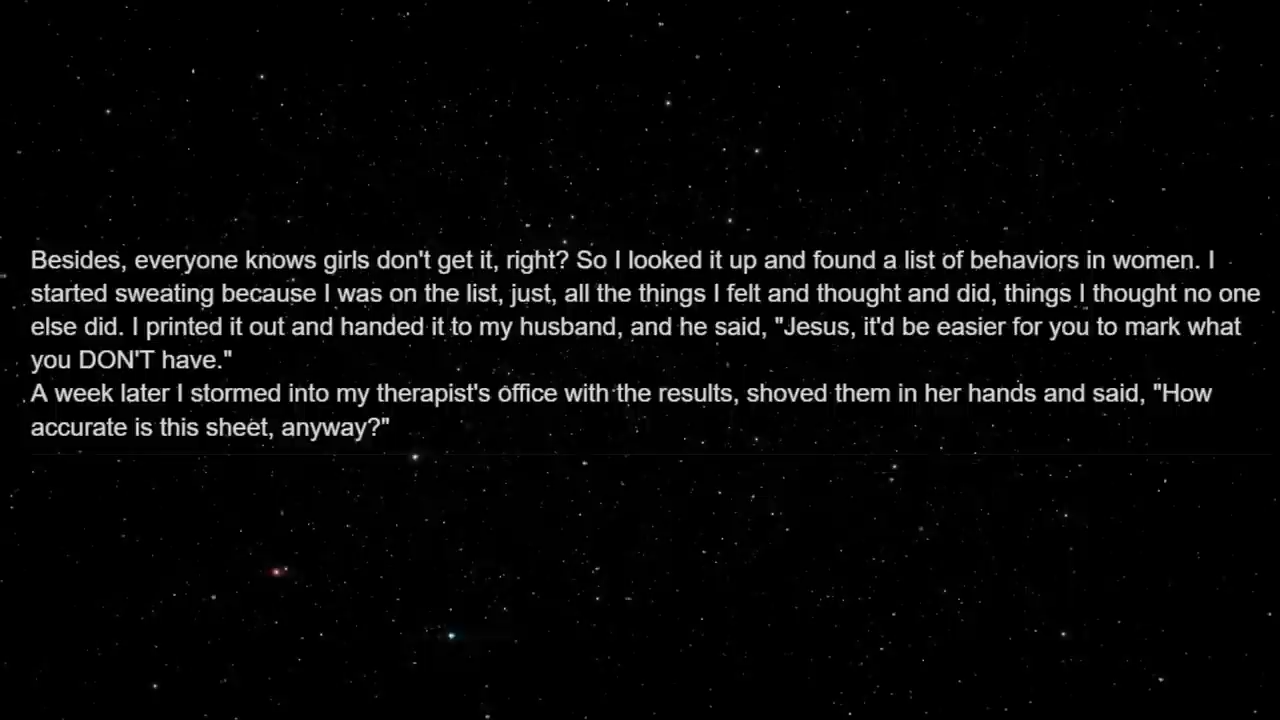 Besides, everyone knows girls don't get it, right? So I looked it up and found a list of behaviors in women. I
started sweating because I was on the list, just, all the things I felt and thought and did, things I thought no one
else did. I printed it out and handed it to my husband, and he said, "Jesus, it'd be easier for you to mark what
you DON'T have."
A week later I stormed into my therapist's office with the results, shoved them in her hands and said, "How
accurate is this sheet, anyway?"